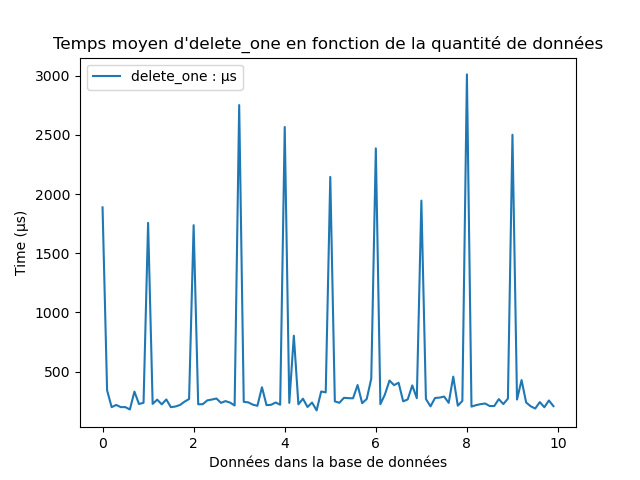 Temps moyen d'delete_one en fonction de la quantité de données
delete_one : µs
3000
2500
2000
1500
1000
500
Time (µs)
0 2 4 6 8 10
Données dans la base de données